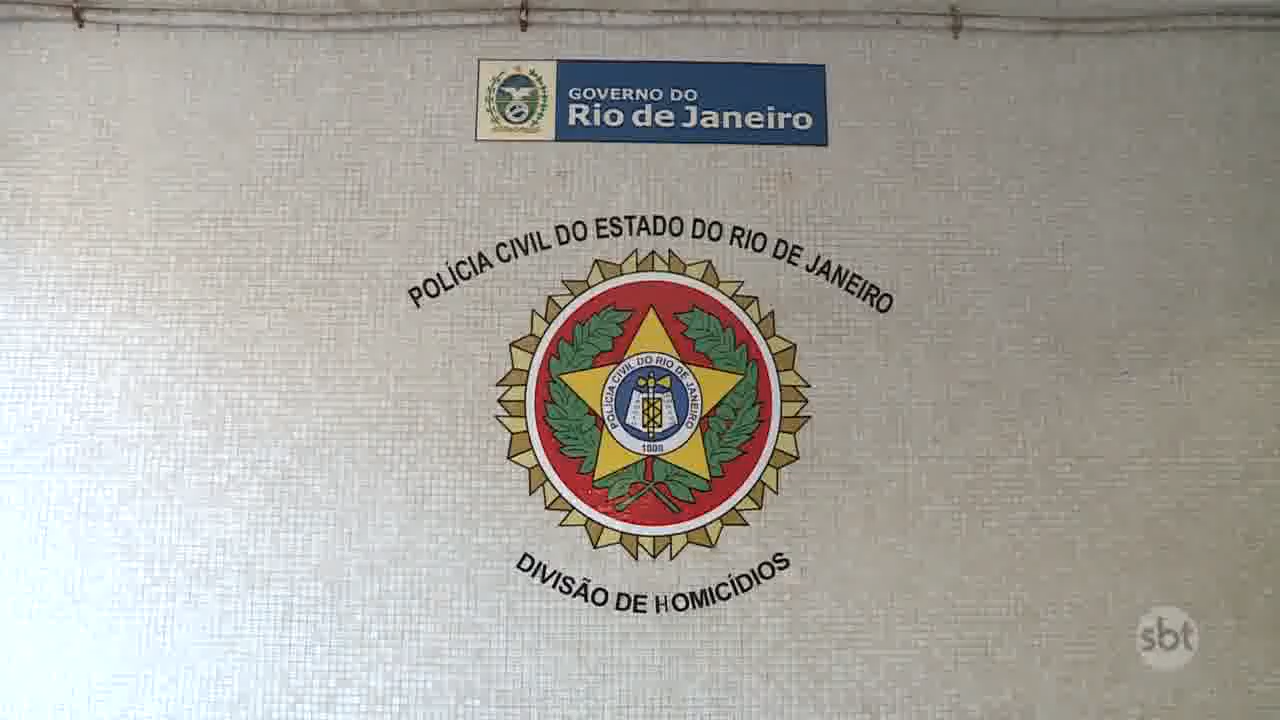 GOVERNO DO
Rio de Janeiro
POLÍCIA CIVIL DO ESTADO DO RIO DE JANEIRO
POLÍCIA CIVIL DO RIO DE JANEIRO
1808
DIVISÃO DE HOMICÍDIOS
sbt